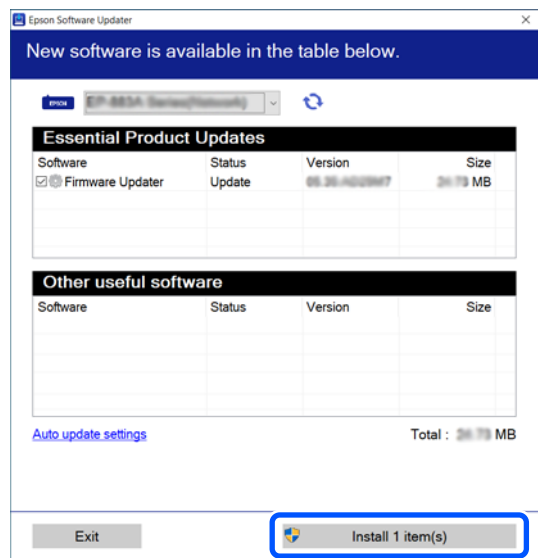 Epson Software Updater
New software is available in the table below.
EPSON
Essential Product Updates
Software Status Version Size
Firmware Updater Update MB
Other useful software
Software Status Version Size
Auto update settings Total : MB
Exit Install 1 item(s)